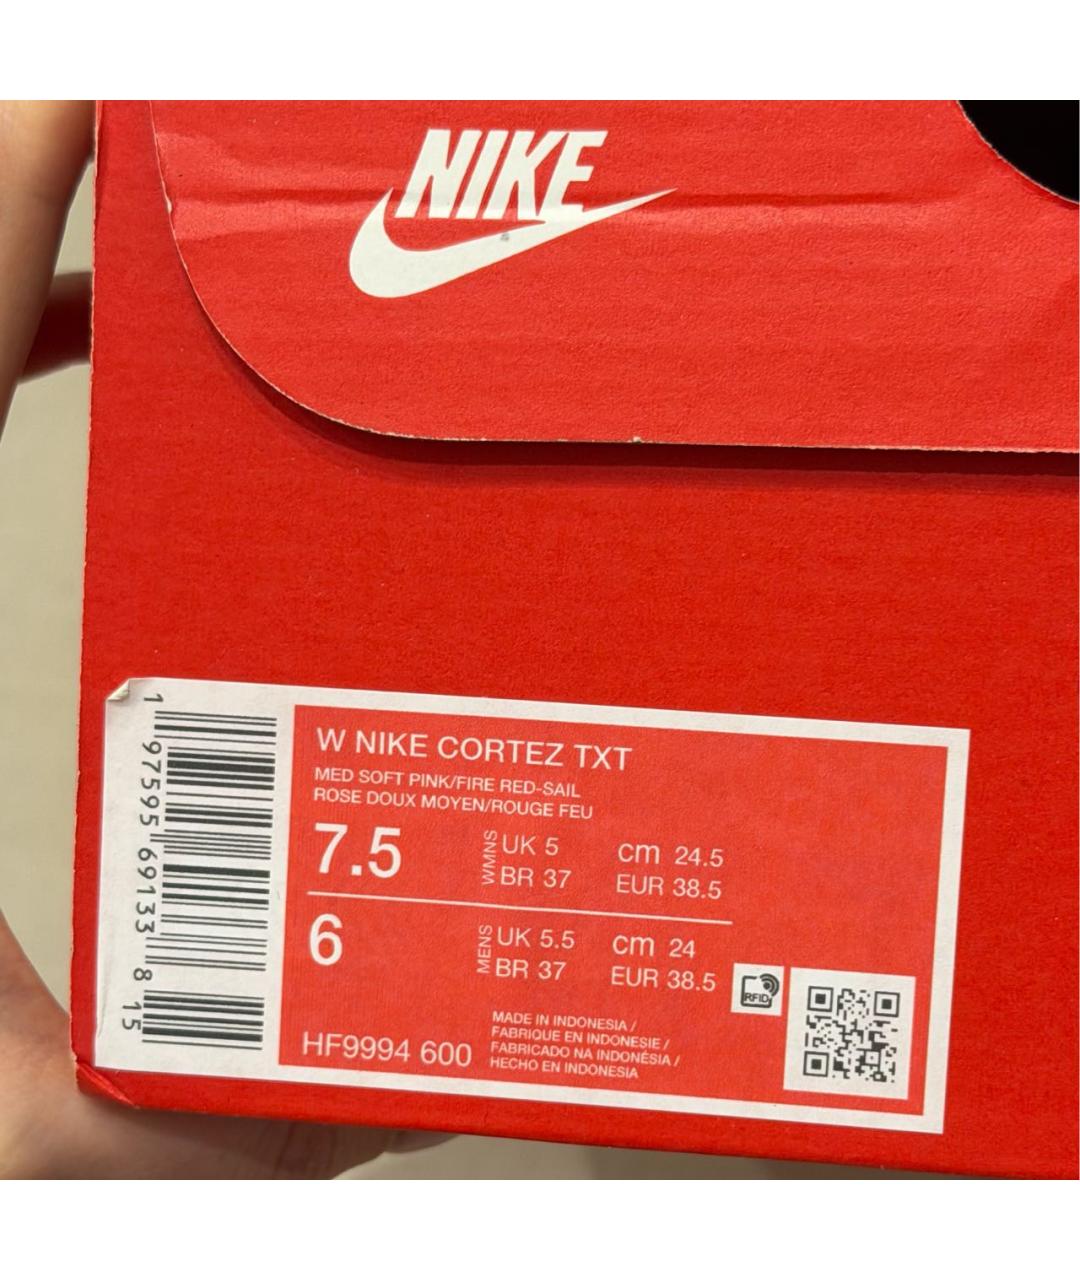 NIKE
W NIKE CORTEZ TXT
MED SOFT PINK/FIRE RED-SAIL
ROSE DOUX MOYEN/ROUGE FEU
7.5
WMNS
UK 5
cm 24.5
BR 37
EUR 38.5
6
MENS
UK 5.5
cm 24
BR 37
EUR 38.5
RFID
HF9994 600
MADE IN INDONESIA /
FABRIQUE EN INDONESIE /
FABRICADO NA INDONÉSIA /
HECHO EN INDONESIA
1 97595 69133 8 15